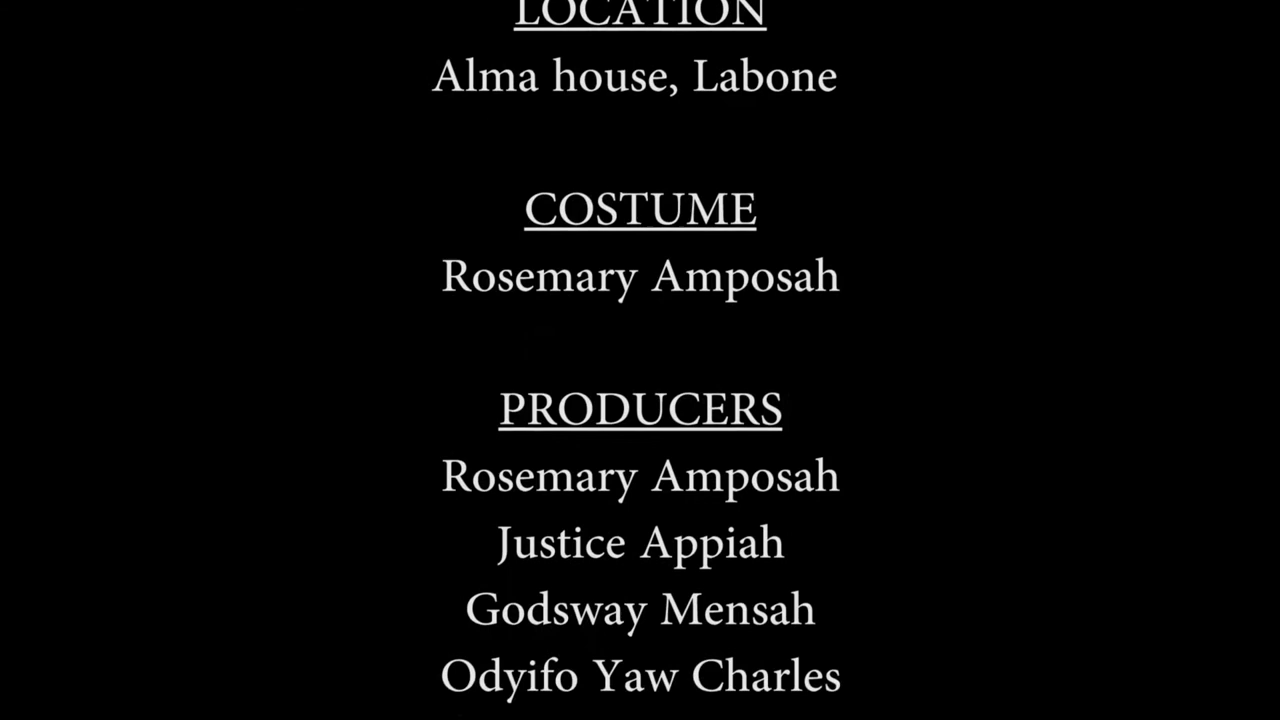 LOCATION
Alma house, Labone
COSTUME
Rosemary Amposah
PRODUCERS
Rosemary Amposah
Justice Appiah
Godsway Mensah
Odyifo Yaw Charles